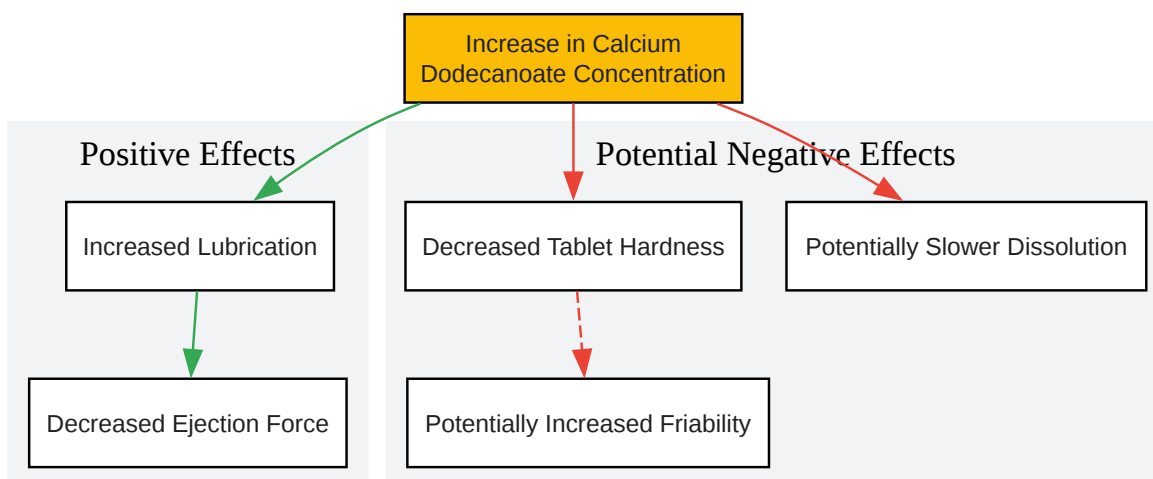 Increase in Calcium
Dodecanoate Concentration
Positive Effects
Potential Negative Effects
Increased Lubrication
Decreased Tablet Hardness
Potentially Slower Dissolution
Decreased Ejection Force
Potentially Increased Friability